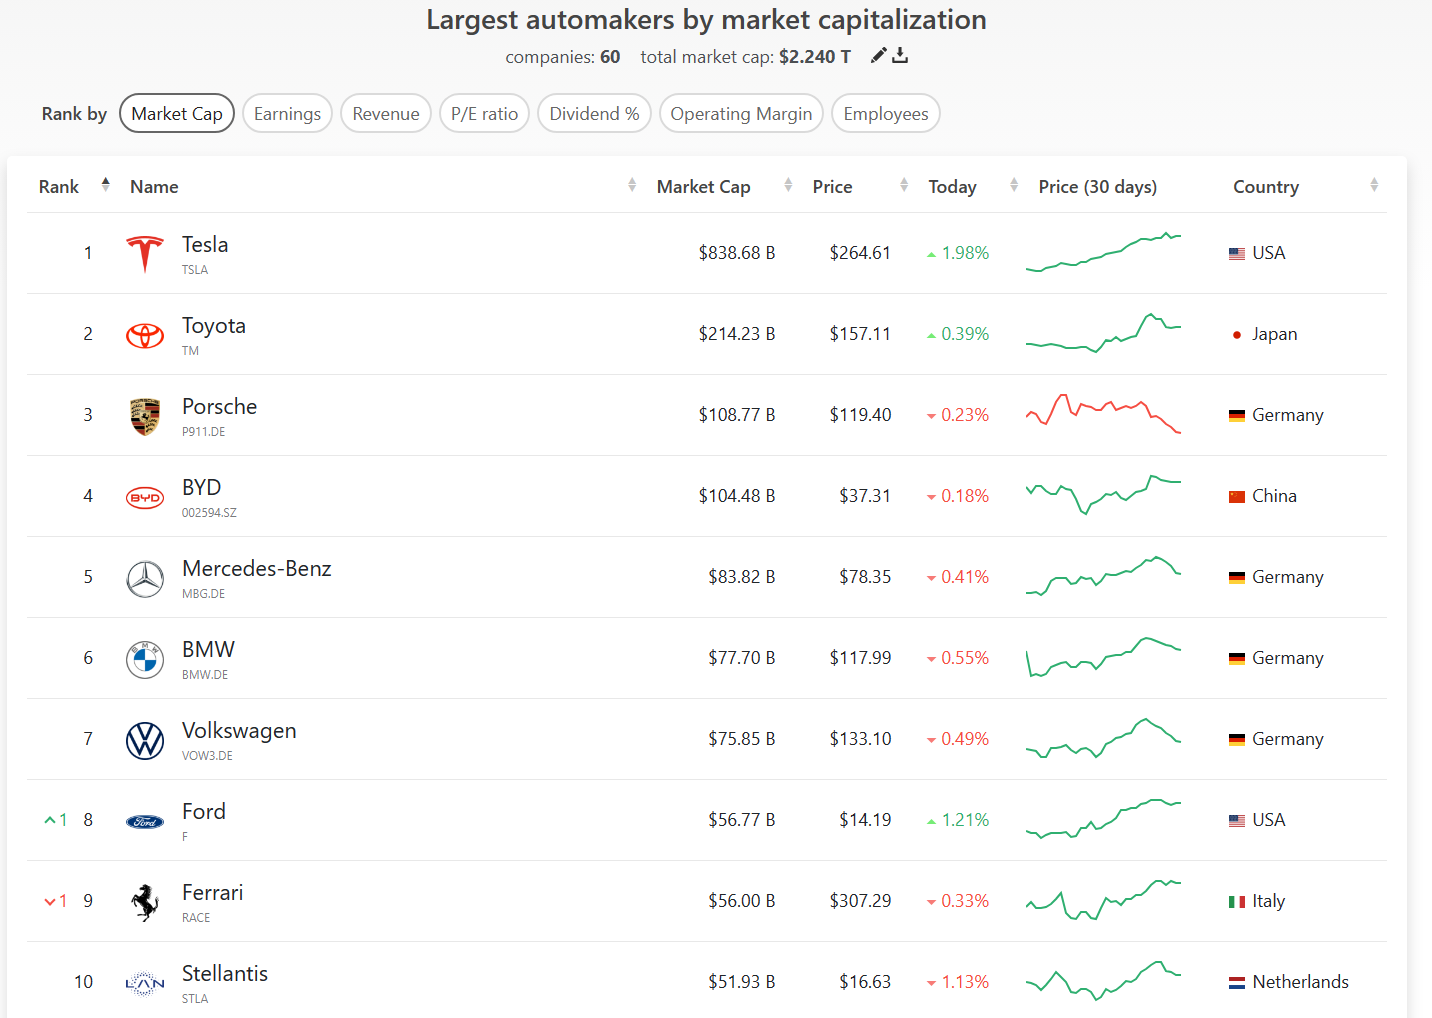 Largest automakers by market capitalization
companies: 60 total market cap: $2.240 T
Rank by Market Cap Earnings Revenue P/E ratio Dividend % Operating Margin Employees
Rank Name Market Cap Price Today Price (30 days) Country
1 Tesla $838.68 B $264.61 1.98% USA
TSLA
2 Toyota $214.23 B $157.11 0.39% Japan
TM
3 Porsche $108.77 B $119.40 0.23% Germany
P911.DE
4 BYD BYD $104.48 B $37.31 0.18% China
002594.SZ
5 Mercedes-Benz $83.82 B $78.35 0.41% Germany
MBG.DE
6 BMW BMW $77.70 B $117.99 0.55% Germany
BMW.DE
7 Volkswagen $75.85 B $133.10 0.49% Germany
VOW3.DE
1 8 Ford Ford $56.77 B $14.19 1.21% USA
F
1 9 Ferrari $56.00 B $307.29 0.33% Italy
RACE
10 Stellantis $51.93 B $16.63 1.13% Netherlands
STLA